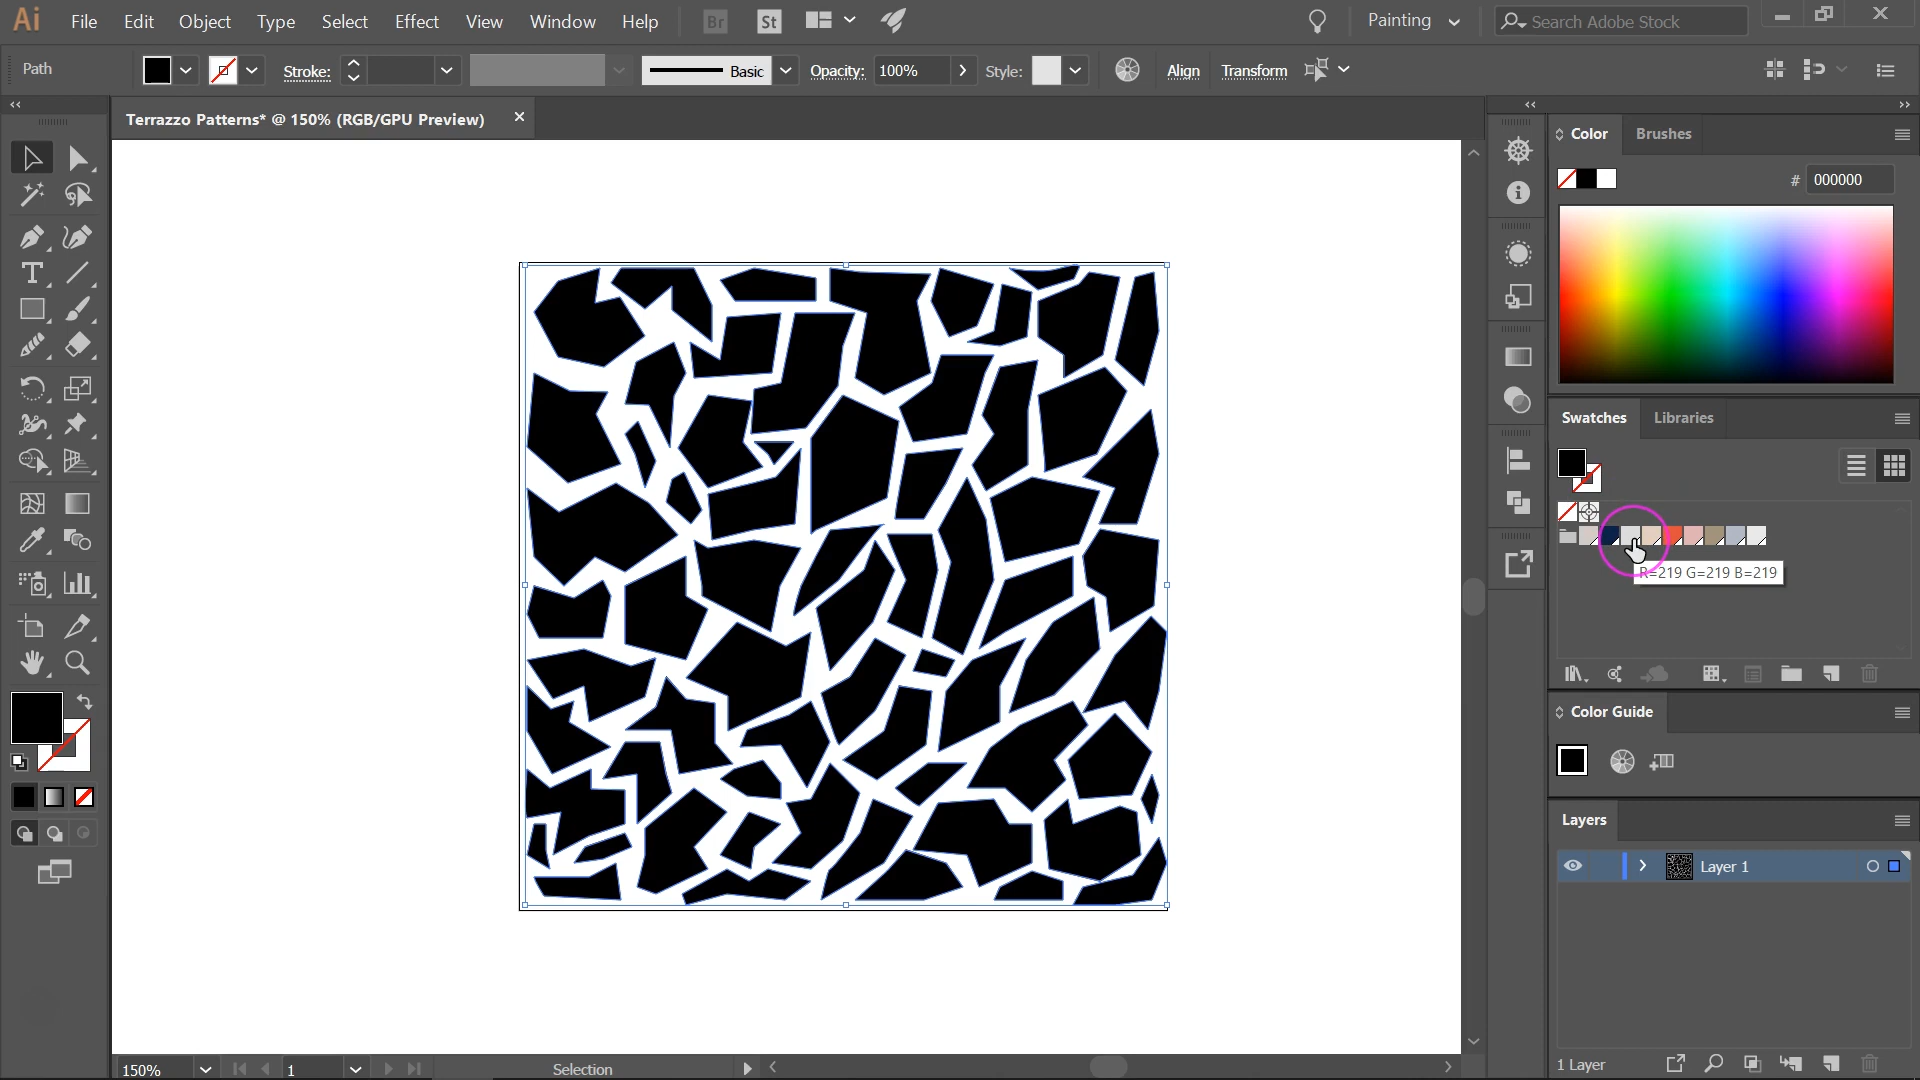 Ai File Edit Object Type Select Effect View Window Help Br St Painting Search Adobe Stock
Path Stroke: Basic Opacity: 100% Style: Align Transform
Terrazzo Patterns* @ 150% (RGB/GPU Preview)
Color Brushes
# 000000
Swatches Libraries
R=219 G=219 B=219
Color Guide
Layers
Layer 1
1 Layer
150% 1 Selection